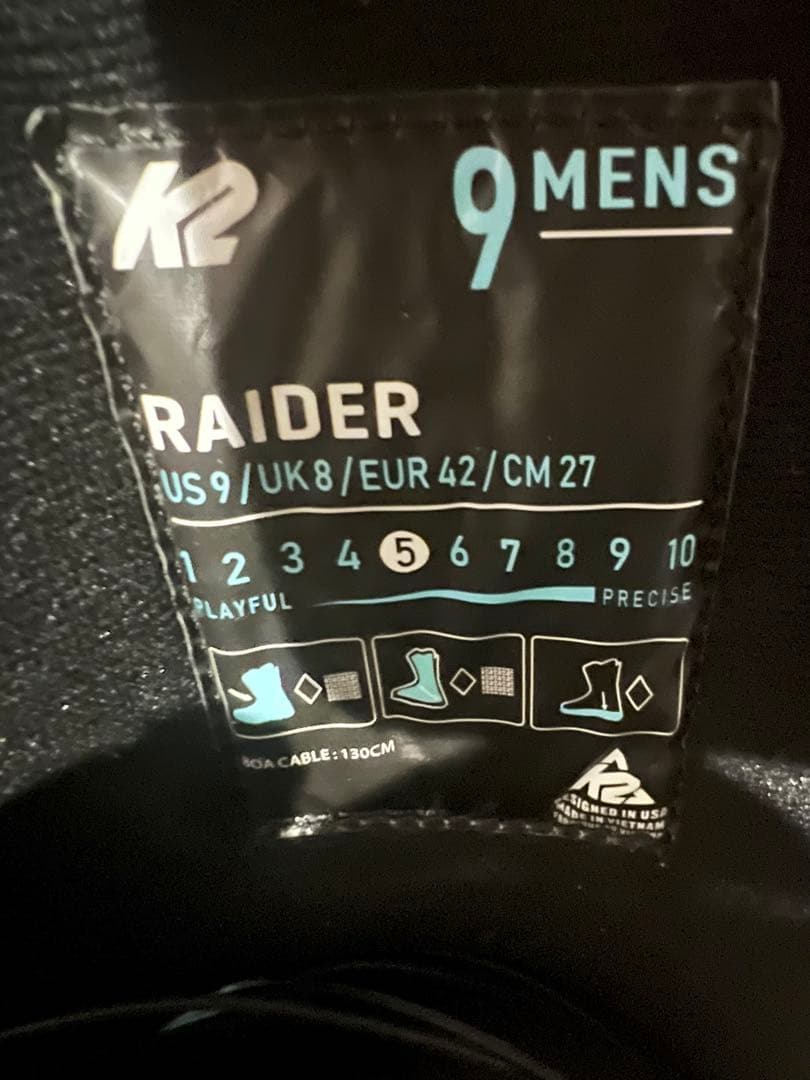 K2
9 MENS
RAIDER
US 9 / UK 8 / EUR 42 / CM 27
1 2 3 4 5 6 7 8 9 10
PLAYFUL PRECISE
BOA CABLE: 130CM
K2
DESIGNED IN USA
MADE IN VIETNAM